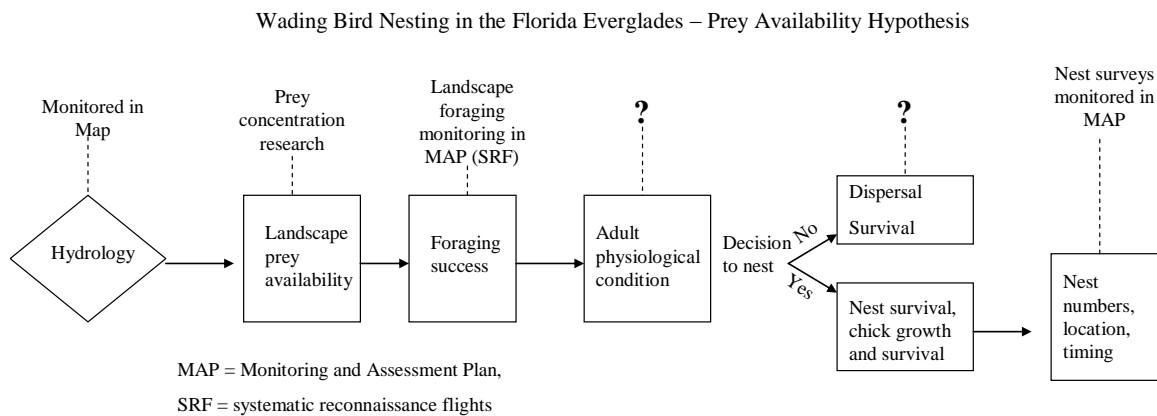 Wading Bird Nesting in the Florida Everglades – Prey Availability Hypothesis
Monitored in
Map
Prey
concentration
research
Landscape
foraging
monitoring in
MAP (SRF)
?
?
Nest surveys
monitored in
MAP
Hydrology
Landscape
prey
availability
Foraging
success
Adult
physiological
condition
Decision
to nest
No
Yes
Dispersal
Survival
Nest survival,
chick growth
and survival
Nest
numbers,
location,
timing
MAP = Monitoring and Assessment Plan,
SRF = systematic reconnaissance flights